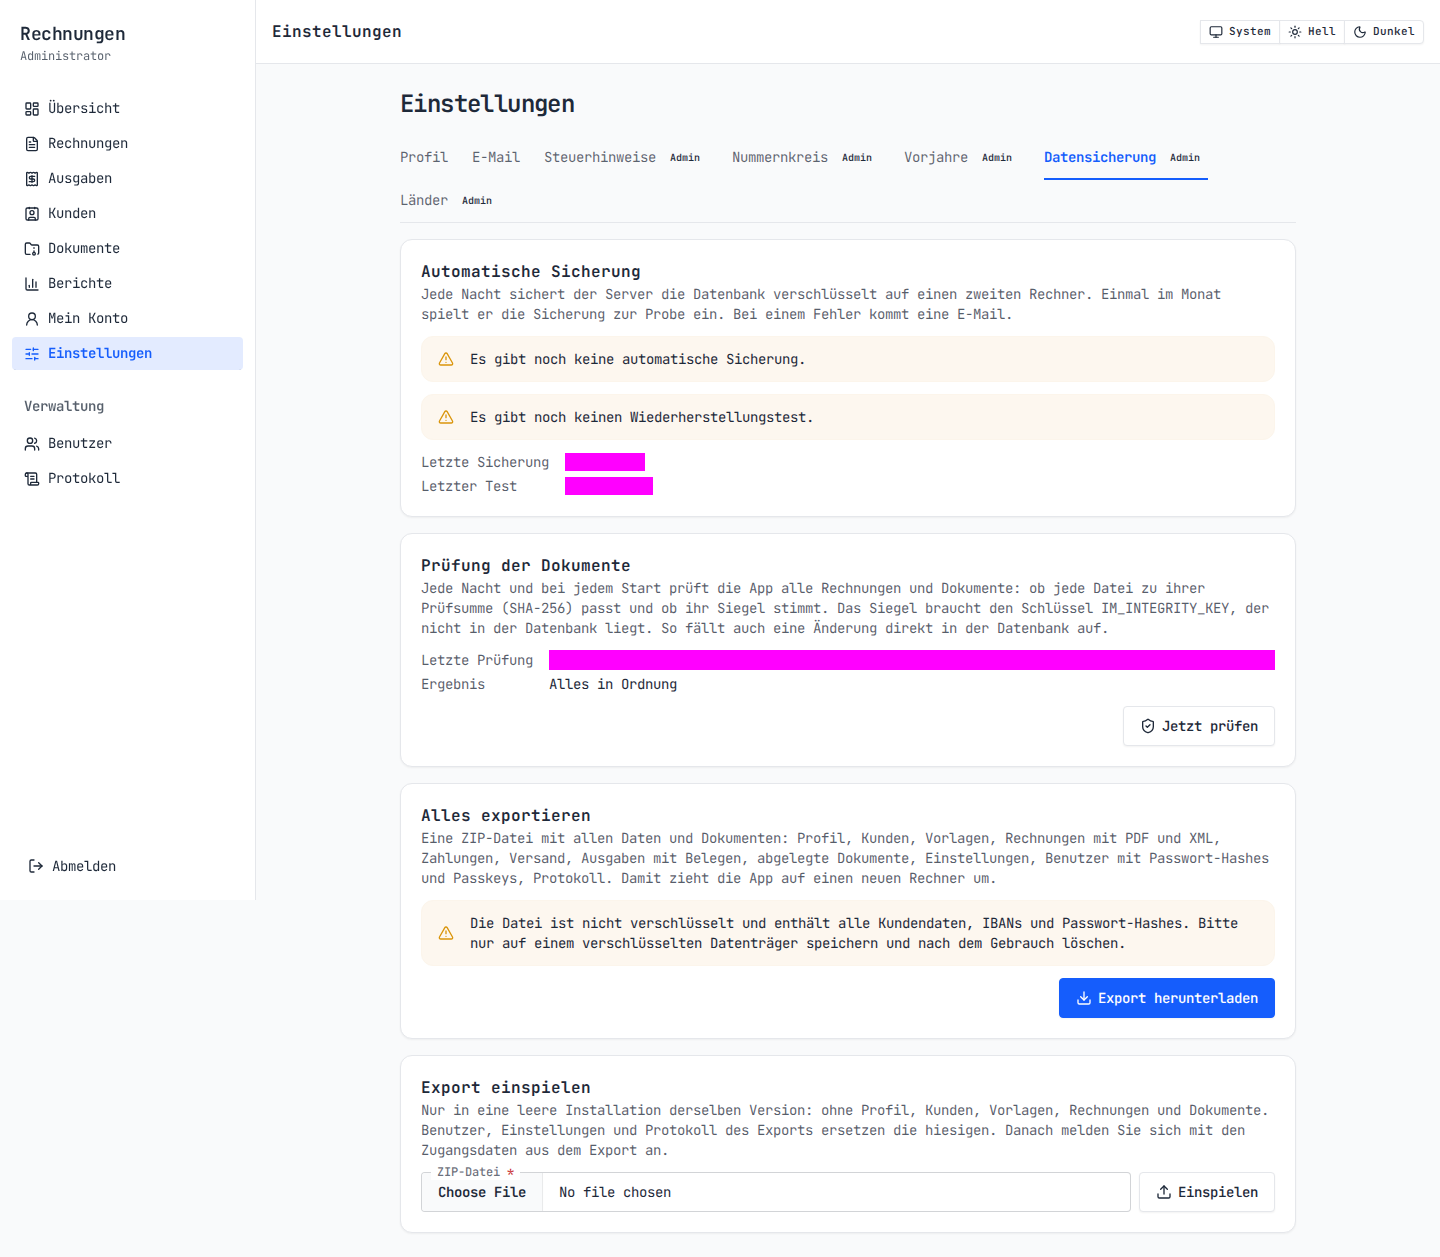 Rechnungen
Administrator
Übersicht
Rechnungen
Ausgaben
Kunden
Dokumente
Berichte
Mein Konto
Einstellungen
Verwaltung
Benutzer
Protokoll
Abmelden
Einstellungen
System Hell Dunkel
Einstellungen
Profil E-Mail Steuerhinweise Admin Nummernkreis Admin Vorjahre Admin Datensicherung Admin
Länder Admin
Automatische Sicherung
Jede Nacht sichert der Server die Datenbank verschlüsselt auf einen zweiten Rechner. Einmal im Monat
spielt er die Sicherung zur Probe ein. Bei einem Fehler kommt eine E-Mail.
Es gibt noch keine automatische Sicherung.
Es gibt noch keinen Wiederherstellungstest.
Letzte Sicherung
Letzter Test
Prüfung der Dokumente
Jede Nacht und bei jedem Start prüft die App alle Rechnungen und Dokumente: ob jede Datei zu ihrer
Prüfsumme (SHA-256) passt und ob ihr Siegel stimmt. Das Siegel braucht den Schlüssel IM_INTEGRITY_KEY, der
nicht in der Datenbank liegt. So fällt auch eine Änderung direkt in der Datenbank auf.
Letzte Prüfung
Ergebnis Alles in Ordnung
Jetzt prüfen
Alles exportieren
Eine ZIP-Datei mit allen Daten und Dokumenten: Profil, Kunden, Vorlagen, Rechnungen mit PDF und XML,
Zahlungen, Versand, Ausgaben mit Belegen, abgelegte Dokumente, Einstellungen, Benutzer mit Passwort-Hashes
und Passkeys, Protokoll. Damit zieht die App auf einen neuen Rechner um.
Die Datei ist nicht verschlüsselt und enthält alle Kundendaten, IBANs und Passwort-Hashes. Bitte
nur auf einem verschlüsselten Datenträger speichern und nach dem Gebrauch löschen.
Export herunterladen
Export einspielen
Nur in eine leere Installation derselben Version: ohne Profil, Kunden, Vorlagen, Rechnungen und Dokumente.
Benutzer, Einstellungen und Protokoll des Exports ersetzen die hiesigen. Danach melden Sie sich mit den
Zugangsdaten aus dem Export an.
ZIP-Datei *
Choose File No file chosen
Einspielen